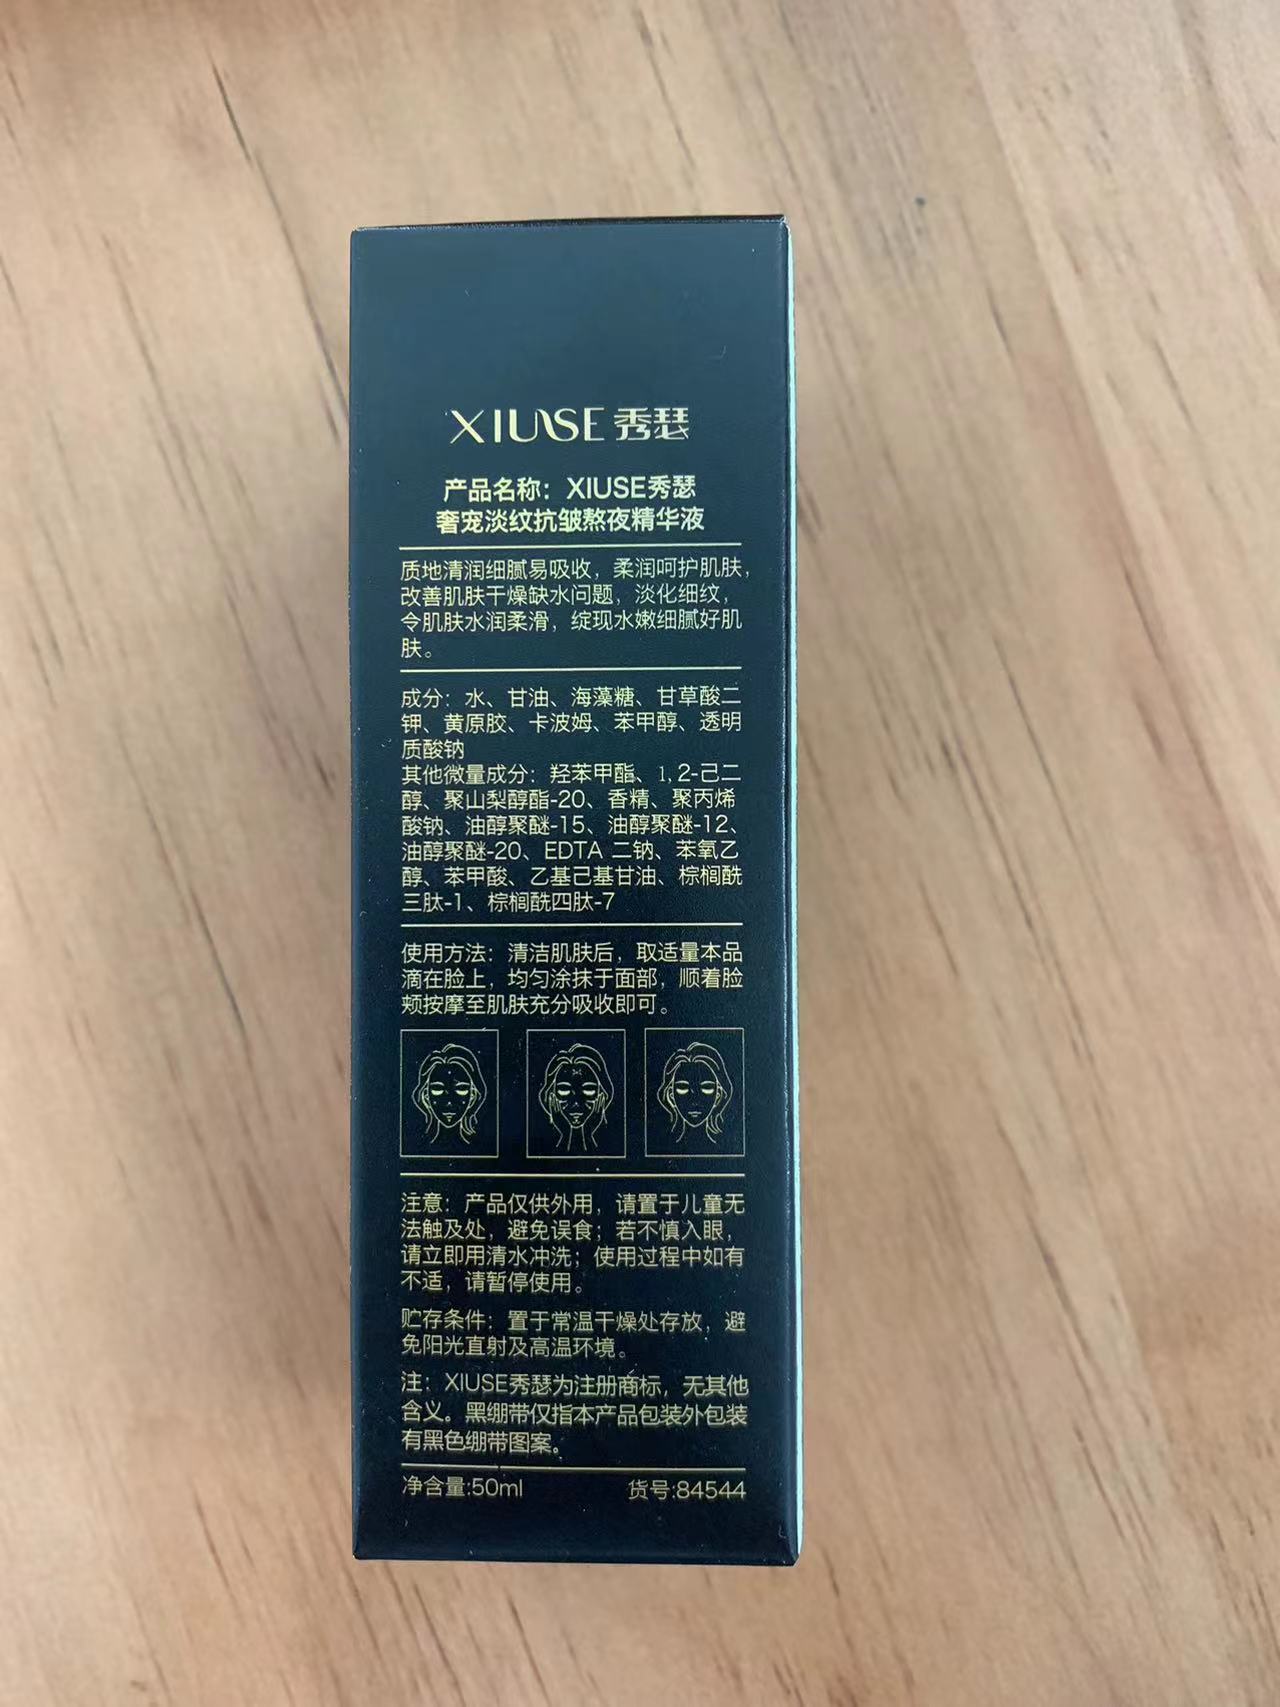 XIUSE 秀瑟
产品名称：XIUSE秀瑟
奢宠淡纹抗皱熬夜精华液
质地清润细腻易吸收，柔润呵护肌肤，
改善肌肤干燥缺水问题，淡化细纹，
令肌肤水润柔滑，绽现水嫩细腻好肌
肤。
成分：水、甘油、海藻糖、甘草酸二
钾、黄原胶、卡波姆、苯甲醇、透明
质酸钠
其他微量成分：羟苯甲酯、1,2-己二
醇、聚山梨醇酯-20、香精、聚丙烯
酸钠、油醇聚醚-15、油醇聚醚-12、
油醇聚醚-20、EDTA 二钠、苯氧乙
醇、苯甲酸、乙基己基甘油、棕榈酰
三肽-1、棕榈酰四肽-7
使用方法：清洁肌肤后，取适量本品
滴在脸上，均匀涂抹于面部，顺着脸
颊按摩至肌肤充分吸收即可。
注意：产品仅供外用，请置于儿童无
法触及处，避免误食；若不慎入眼，
请立即用清水冲洗；使用过程中如有
不适，请暂停使用。
贮存条件：置于常温干燥处存放，避
免阳光直射及高温环境。
注：XIUSE秀瑟为注册商标，无其他
含义。黑绷带仅指本产品包装外包装
有黑色绷带图案。
净含量:50ml 货号:84544